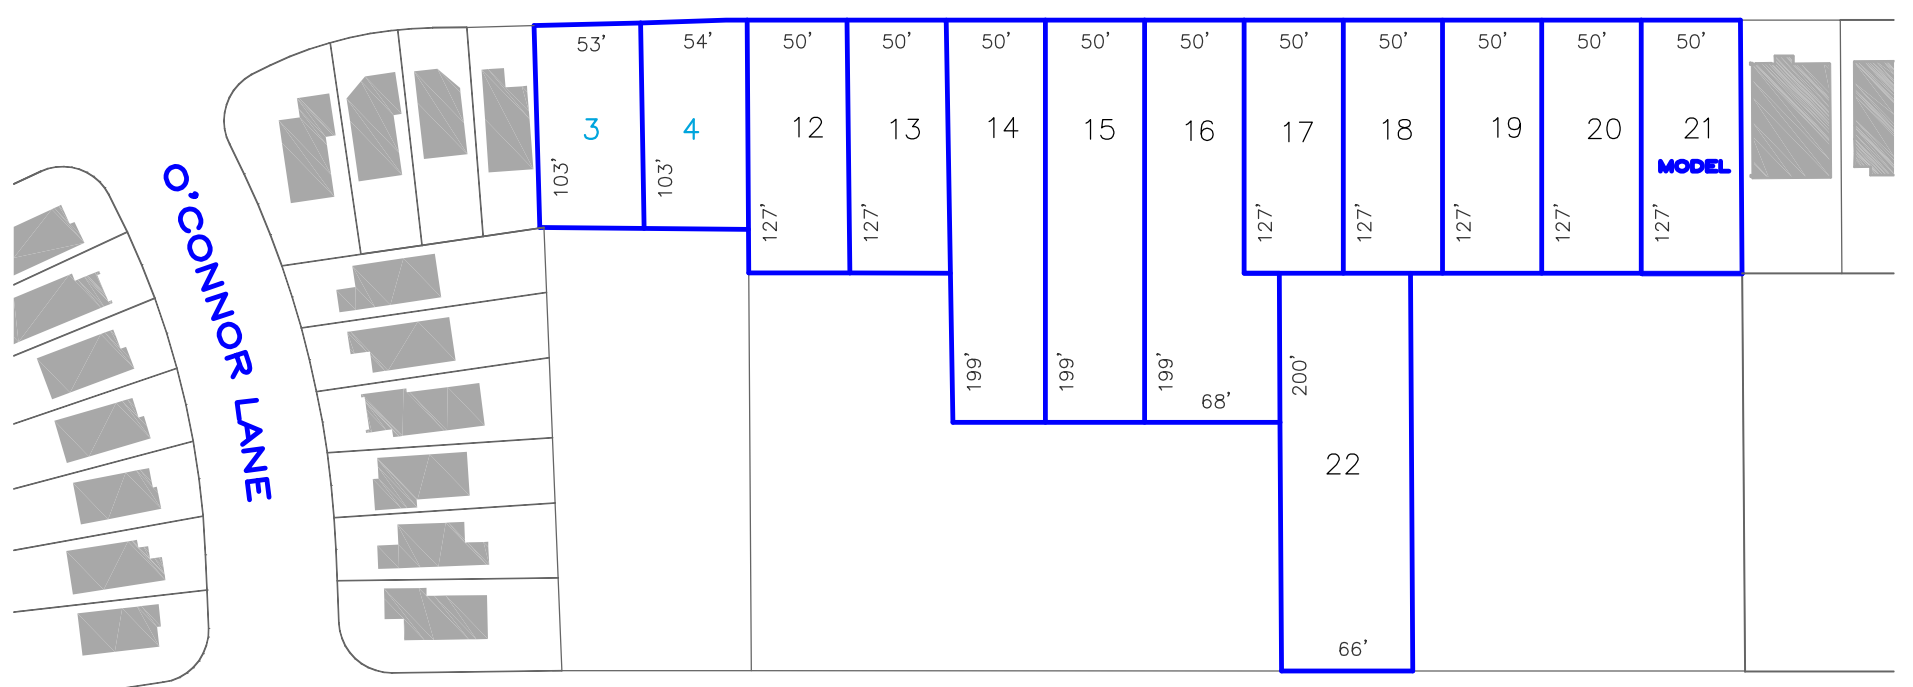 53' 54' 50' 50' 50' 50' 50' 50' 50' 50' 50' 50'
3 4 12 13 14 15 16 17 18 19 20 21
MODEL
103' 103' 127' 127' 127' 127' 127' 127' 127'
199' 199' 199' 200'
68'
22
66'
O'CONNOR LANE